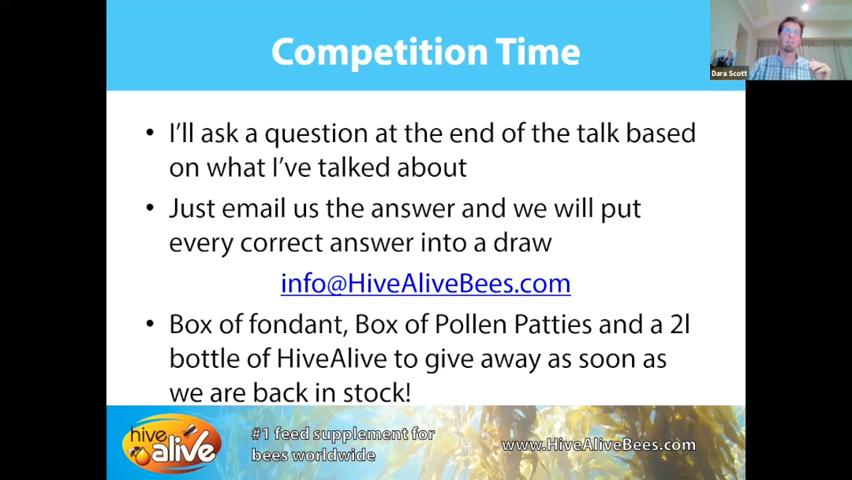 Competition Time
Dara Scott
• I'll ask a question at the end of the talk based
on what I've talked about
• Just email us the answer and we will put
every correct answer into a draw
info@HiveAliveBees.com
• Box of fondant, Box of Pollen Patties and a 2l
bottle of HiveAlive to give away as soon as
we are back in stock!
hive
alive
#1 feed supplement for
bees worldwide
www.HiveAliveBees.com